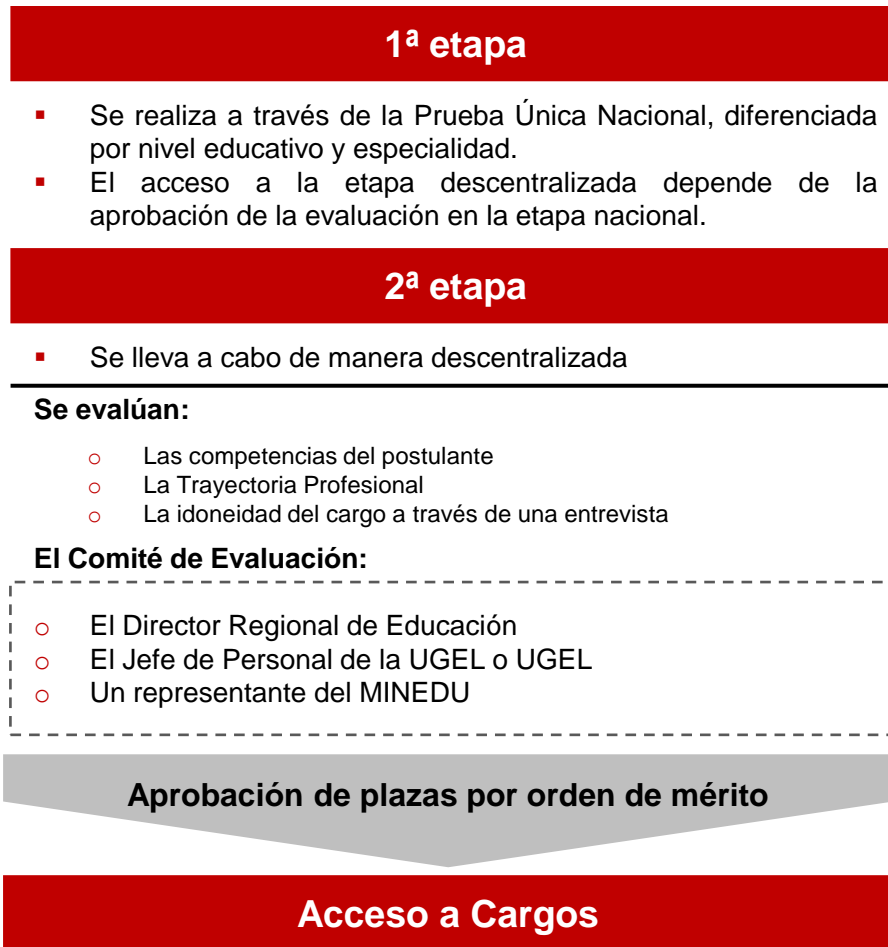 1ª etapa
Se realiza a través de la Prueba Única Nacional, diferenciada
por nivel educativo y especialidad.
El acceso a la etapa descentralizada depende de la
aprobación de la evaluación en la etapa nacional.
2ª etapa
Se lleva a cabo de manera descentralizada
Se evalúan:
Las competencias del postulante
La Trayectoria Profesional
La idoneidad del cargo a través de una entrevista
El Comité de Evaluación:
El Director Regional de Educación
El Jefe de Personal de la UGEL o UGEL
Un representante del MINEDU
Aprobación de plazas por orden de mérito
Acceso a Cargos